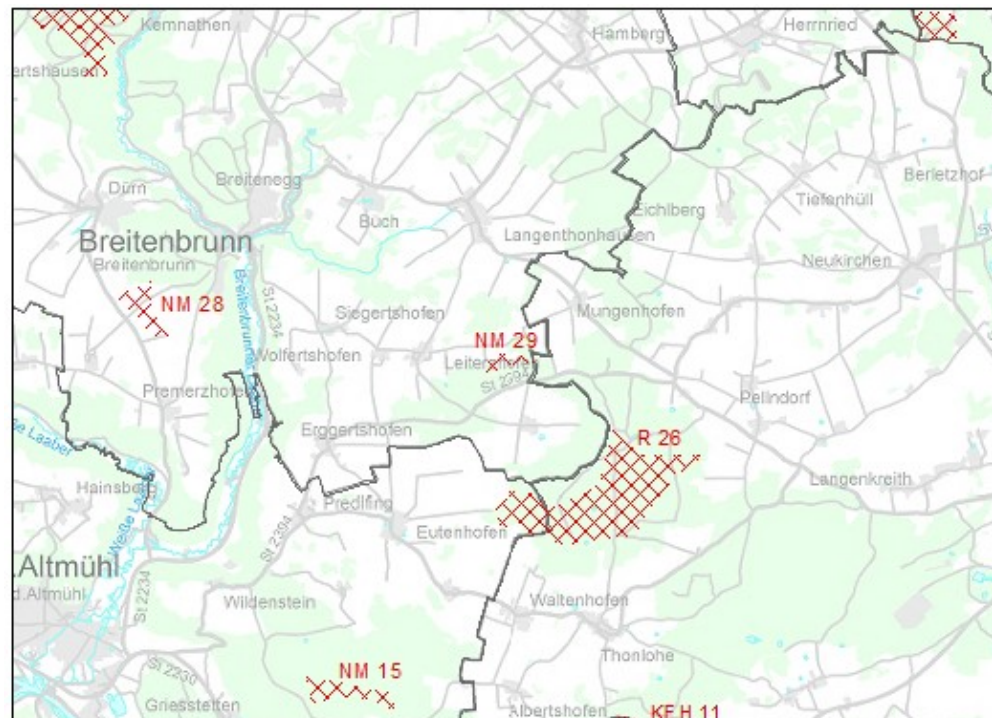 Kemnathen
Hamberg
Herrnried
ertshausen
Dürn
Breitenegg
Buch
Eichlberg
Tiefenhüll
Berletzhof
Breitenbrunn
Breitenbrunn
Langenthonhausen
Neukirchen
NM 28
St 2234
Siegertshofen
Mungenhofen
NM 29
Wolfertshofen
Leiterzhofen
St 2394
Premerzhofen
Pellndorf
Erggertshofen
R 26
Laaber
Hainsberg
Weiße Laaber
Langenkreith
Predlfing
Eutenhofen
St 2394
.Altmühl
d.Altmühl
St 2234
Wildenstein
Waltenhofen
Thonlohe
NM 15
St 2230
Griesstetten
Albertshofen
KEH 11